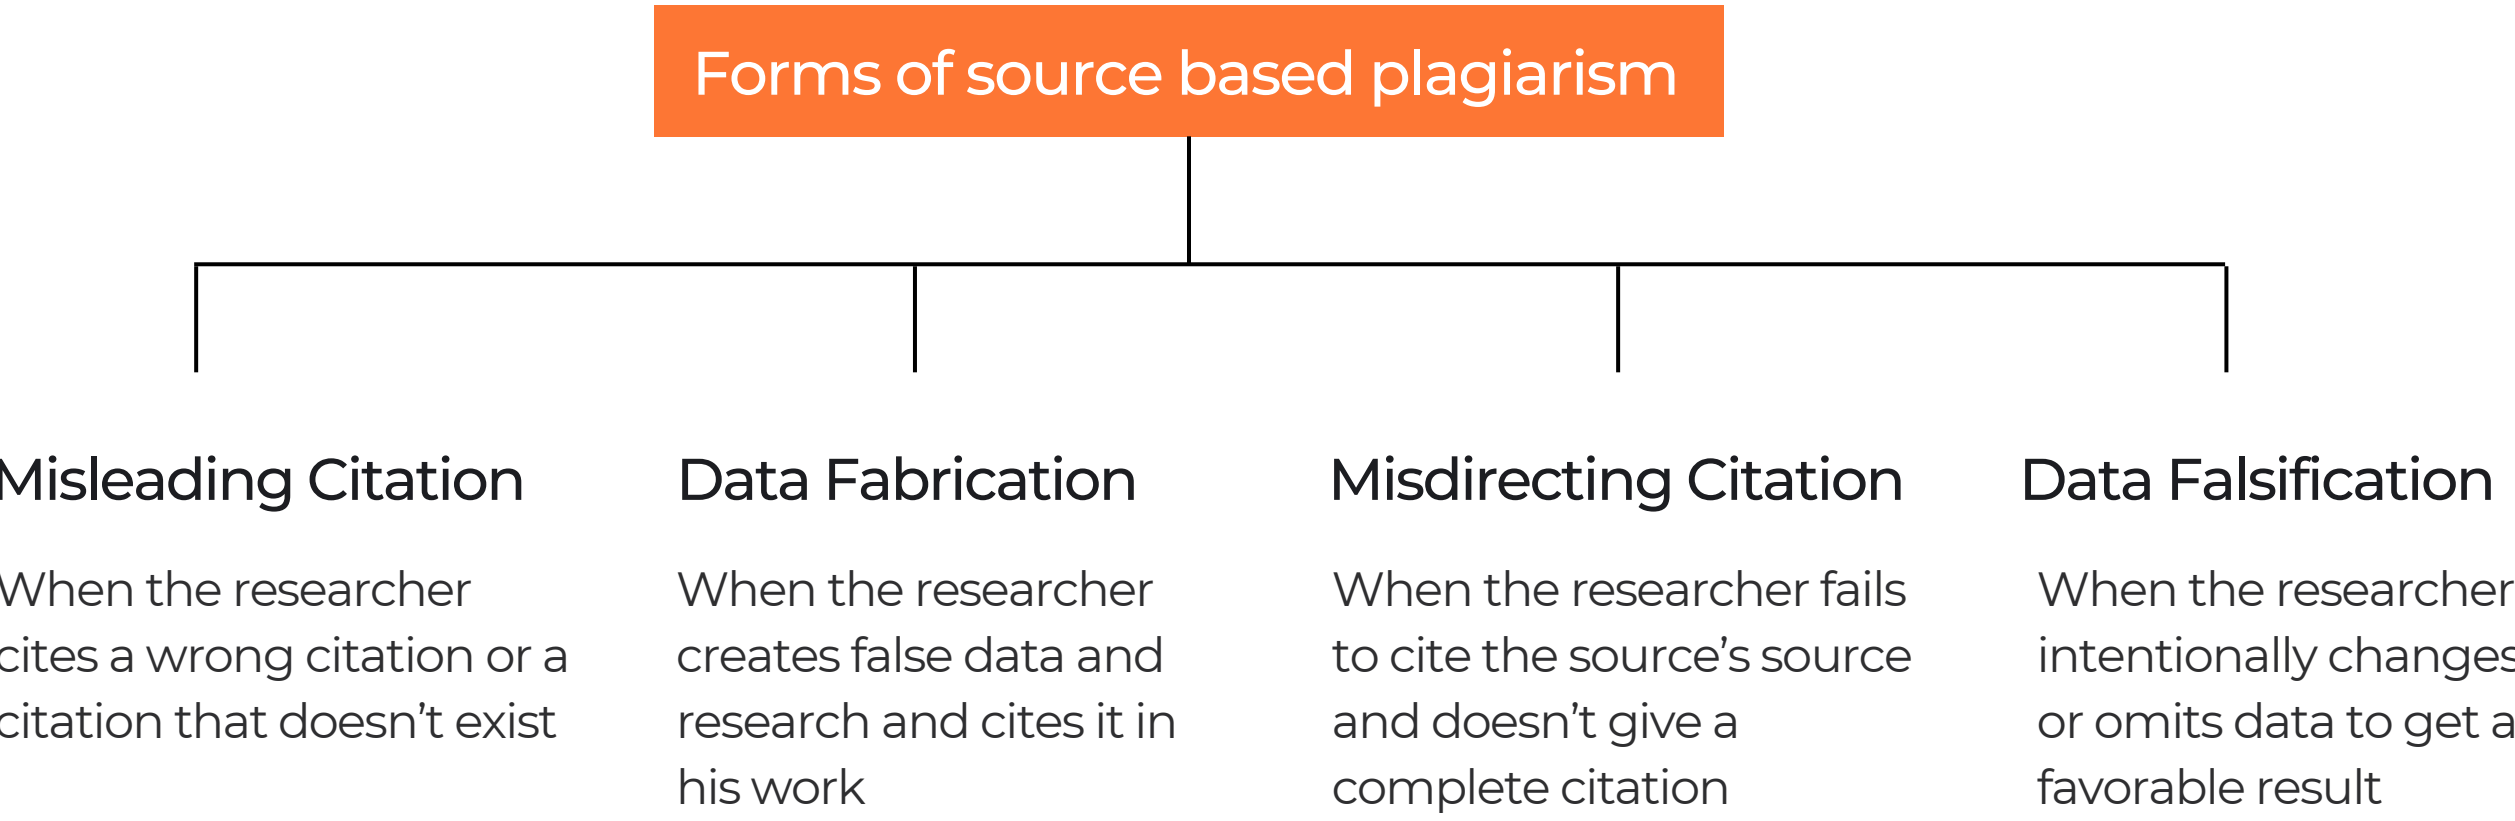 Forms of source based plagiarism
Misleading Citation
When the researcher
cites a wrong citation or a
citation that doesn’t exist
Data Fabrication
When the researcher
creates false data and
research and cites it in
his work
Misdirecting Citation
When the researcher fails
to cite the source’s source
and doesn’t give a
complete citation
Data Falsification
When the researcher
intentionally changes
or omits data to get a
favorable result